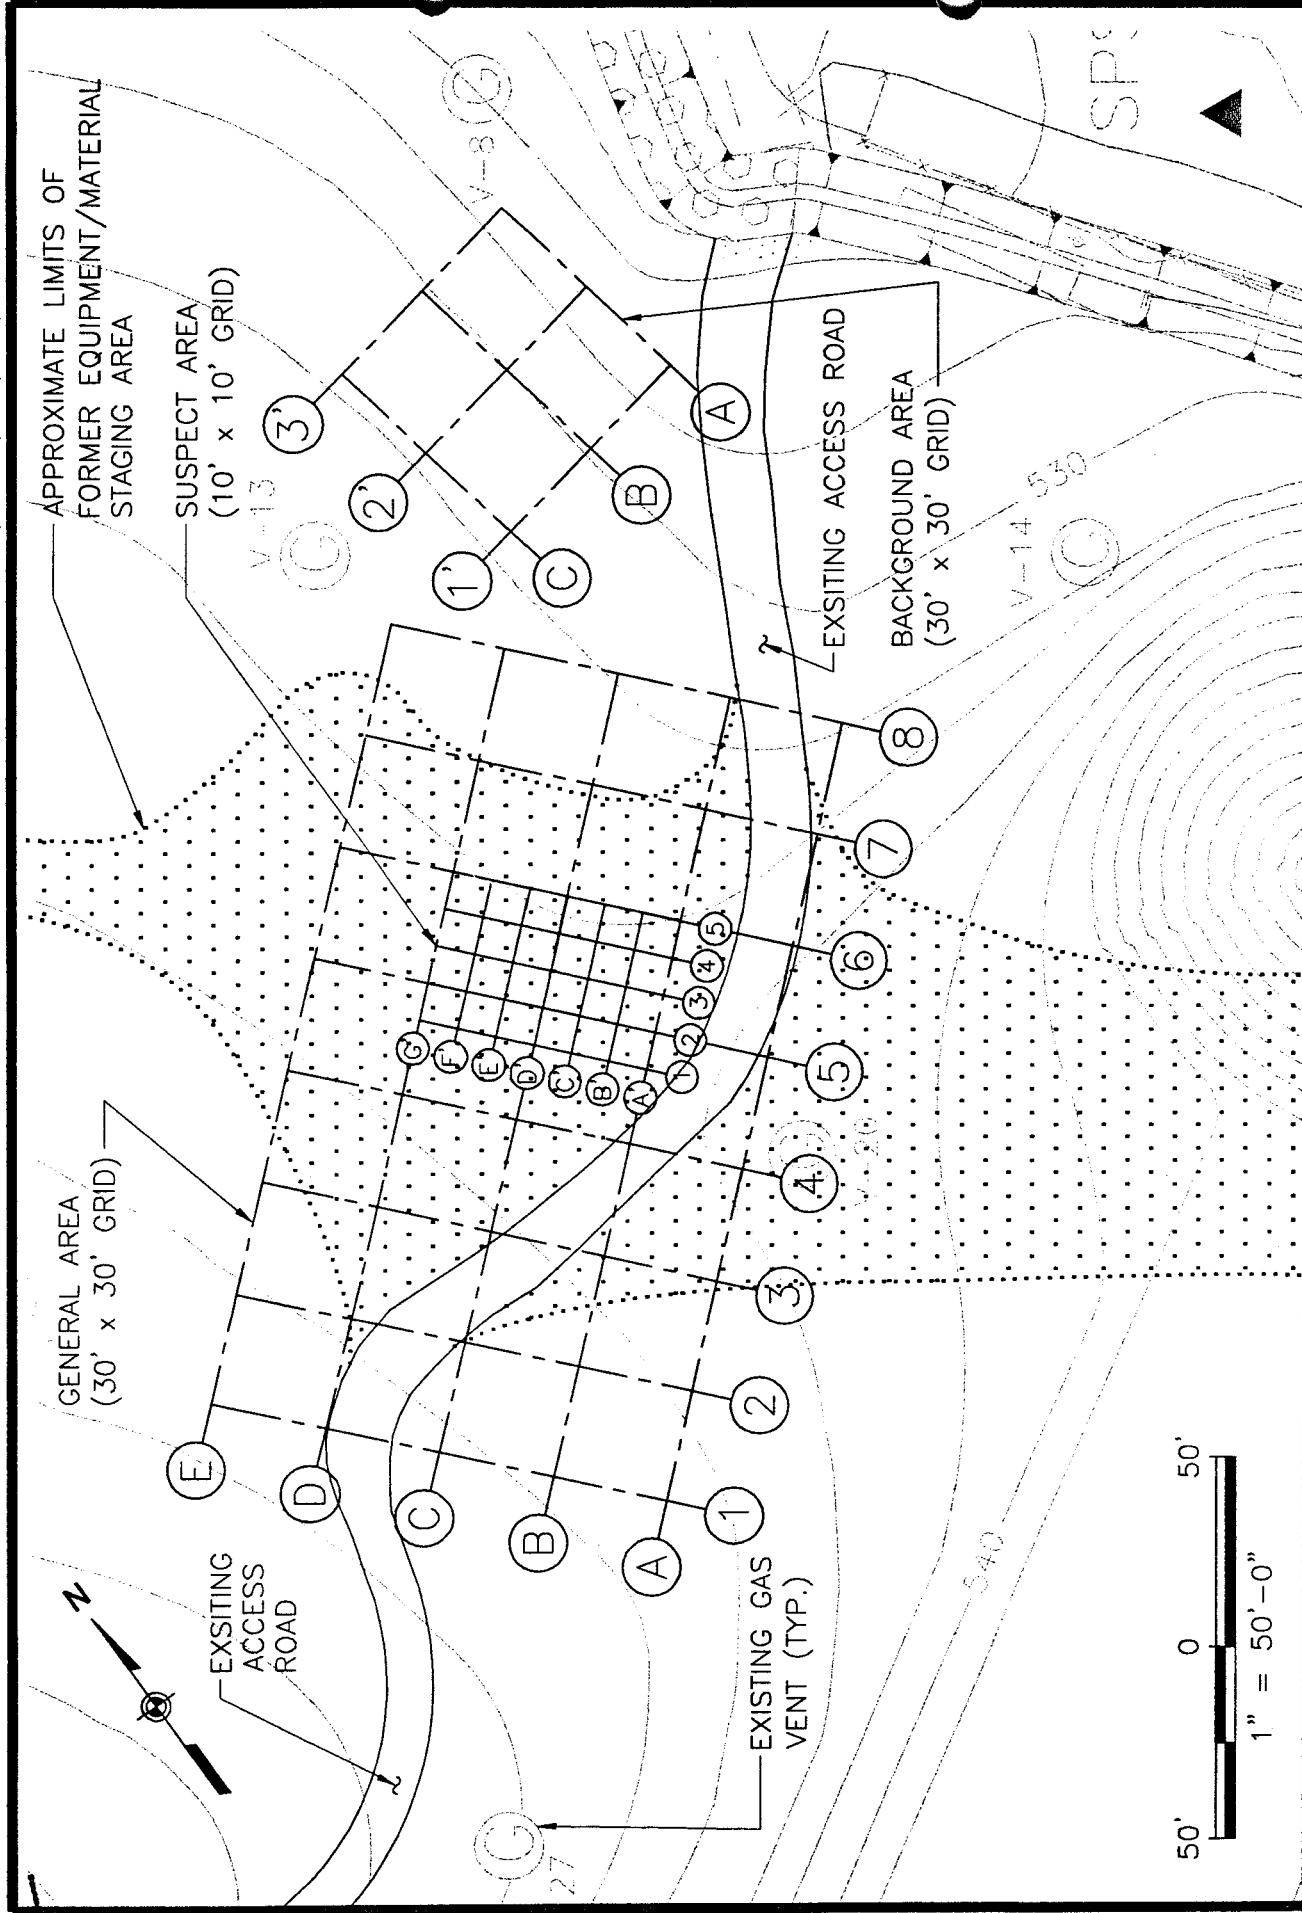 APPROXIMATE LIMITS OF
FORMER EQUIPMENT/MATERIAL
STAGING AREA
SUSPECT AREA
(10' x 10' GRID)
GENERAL AREA
(30' x 30' GRID)
EXSITING
ACCESS
ROAD
EXISTING GAS
VENT (TYP.)
EXSITING ACCESS ROAD
BACKGROUND AREA
(30' x 30' GRID)
N
E
D
C
B
A
1
2
3
4
5
6
7
8
G'
F'
E'
D'
C'
B'
A'
1
2
3
4
5
3'
2'
1'
C
B
A
V-13
G
V-8
G
V-14
G
G
G
27
530
540
SPS
50'
0
50'
1" = 50'-0"